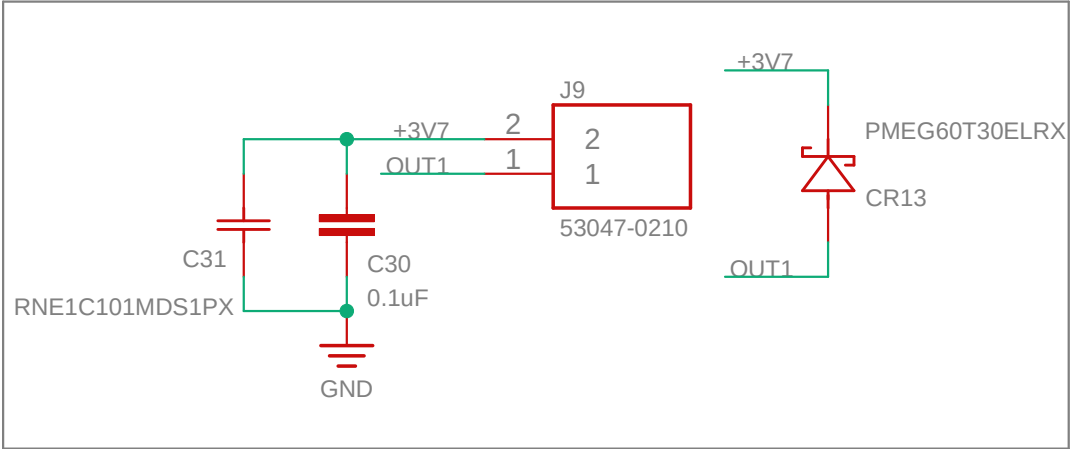 J9
+3V7
2
2
OUT1
1
1
53047-0210
C31
RNE1C101MDS1PX
C30
0.1uF
GND
+3V7
PMEG60T30ELRX
CR13
OUT1